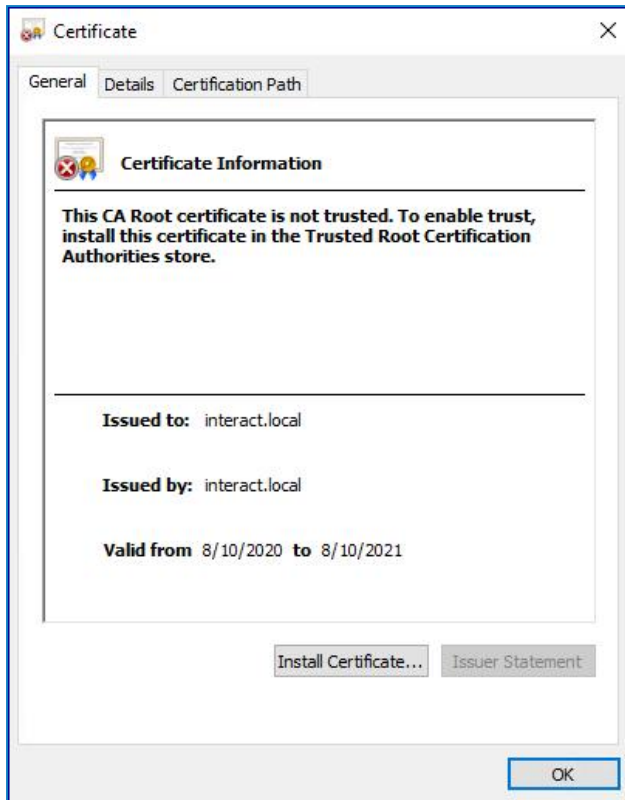 Certificate
General Details Certification Path
Certificate Information
This CA Root certificate is not trusted. To enable trust,
install this certificate in the Trusted Root Certification
Authorities store.
Issued to: interact.local
Issued by: interact.local
Valid from 8/10/2020 to 8/10/2021
Install Certificate... Issuer Statement
OK